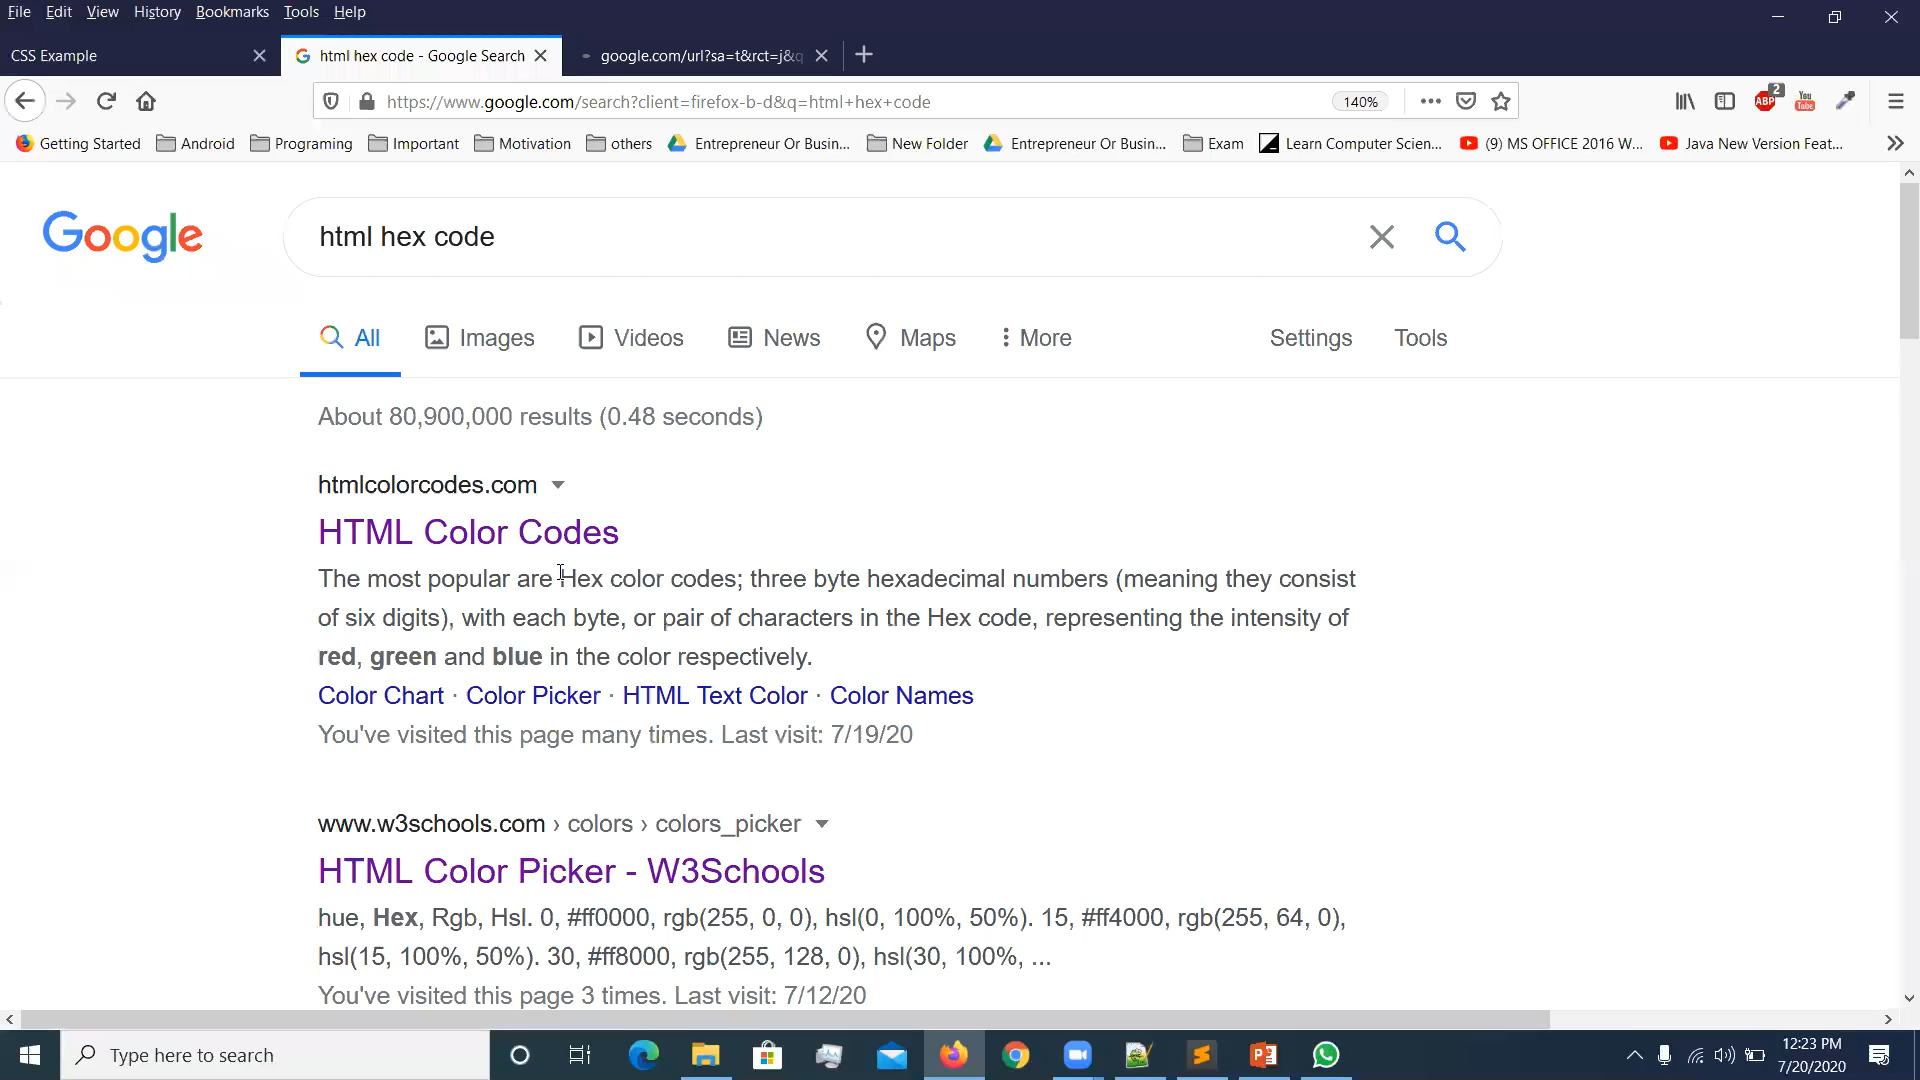 File Edit View History Bookmarks Tools Help
CSS Example
html hex code - Google Search
google.com/url?sa=t&rct=j&q
https://www.google.com/search?client=firefox-b-d&q=html+hex+code
140%
ABP
2
You
Tube
Getting Started
Android
Programing
Important
Motivation
others
Entrepreneur Or Busin...
New Folder
Entrepreneur Or Busin...
Exam
Learn Computer Scien...
(9) MS OFFICE 2016 W...
Java New Version Feat...
Google
html hex code
All
Images
Videos
News
Maps
More
Settings
Tools
About 80,900,000 results (0.48 seconds)
htmlcolorcodes.com
HTML Color Codes
The most popular are Hex color codes; three byte hexadecimal numbers (meaning they consist
of six digits), with each byte, or pair of characters in the Hex code, representing the intensity of
red, green and blue in the color respectively.
Color Chart · Color Picker · HTML Text Color · Color Names
You've visited this page many times. Last visit: 7/19/20
www.w3schools.com › colors › colors_picker
HTML Color Picker - W3Schools
hue, Hex, Rgb, Hsl. 0, #ff0000, rgb(255, 0, 0), hsl(0, 100%, 50%). 15, #ff4000, rgb(255, 64, 0),
hsl(15, 100%, 50%). 30, #ff8000, rgb(255, 128, 0), hsl(30, 100%, ...
You've visited this page 3 times. Last visit: 7/12/20
Type here to search
12:23 PM
7/20/2020